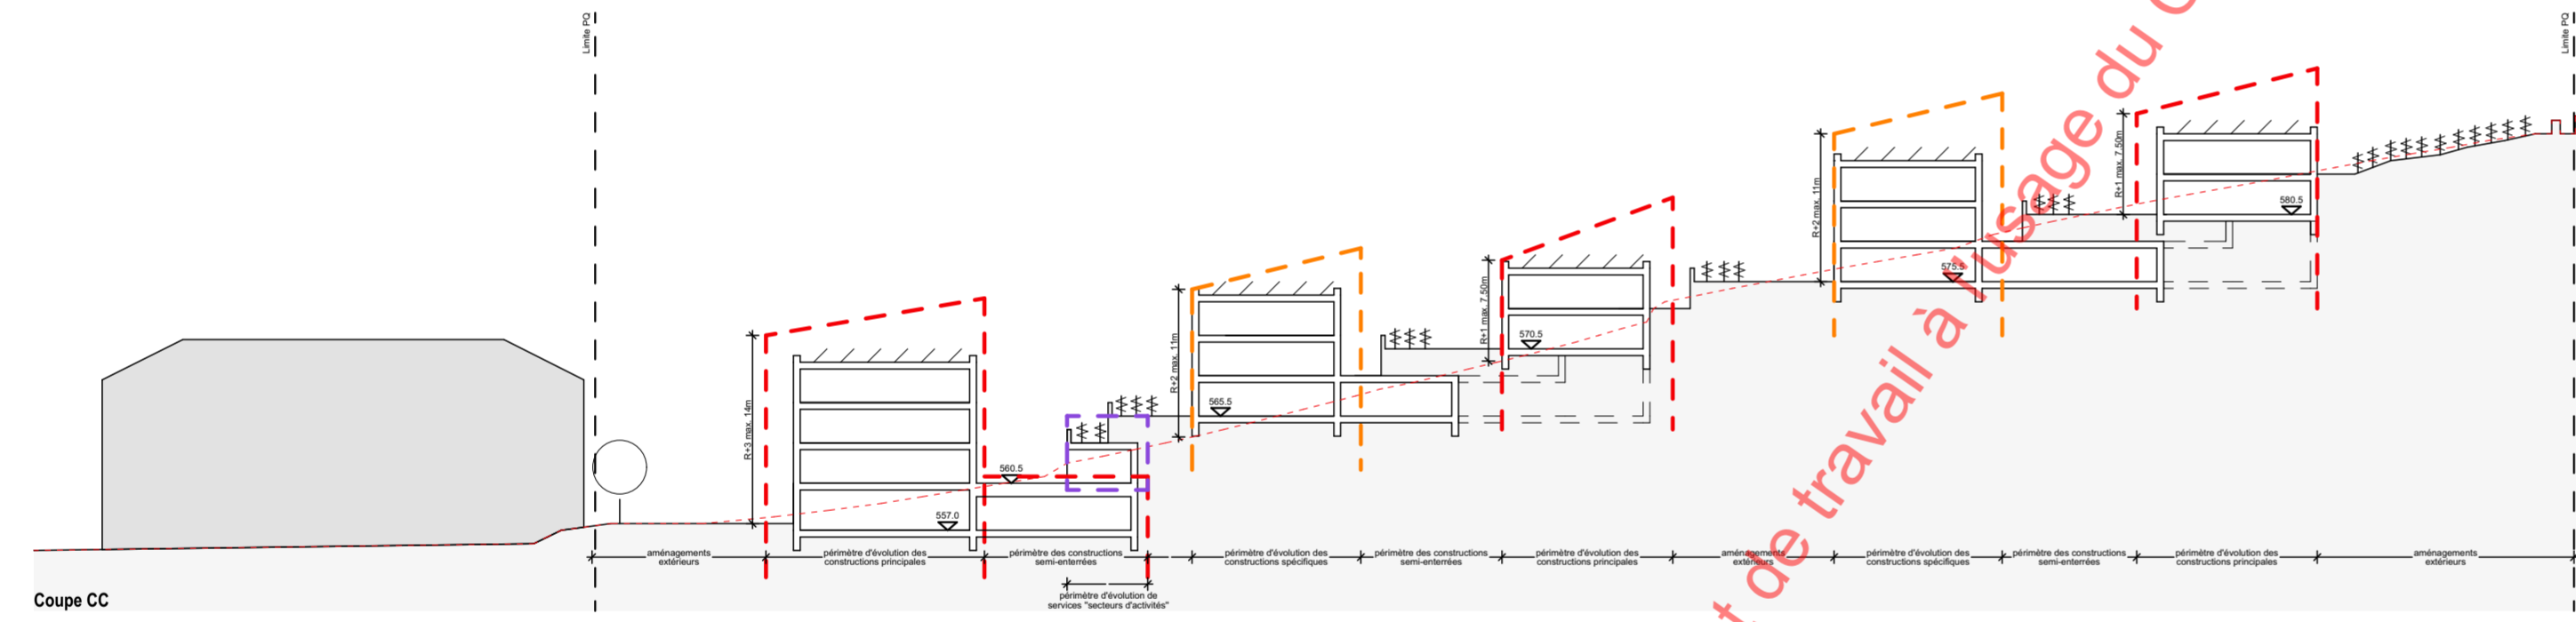 Limite PQ
Limite PQ
t de travail à l'usage du C
R+3 max. 14m
R+2 max. 11m
R+1 max. 7.50m
R+2 max. 11m
R+1 max. 7.50m
557.0
560.5
565.5
570.5
575.5
580.5
aménagements
extérieurs
périmètre d'évolution des
constructions principales
périmètre des constructions
semi-enterrées
périmètre d'évolution des
constructions spécifiques
périmètre des constructions
semi-enterrées
périmètre d'évolution des
constructions principales
aménagements
extérieurs
périmètre d'évolution des
constructions spécifiques
périmètre des constructions
semi-enterrées
périmètre d'évolution des
constructions principales
aménagements
extérieurs
périmètre d'évolution de
services "secteurs d'activités"
Coupe CC